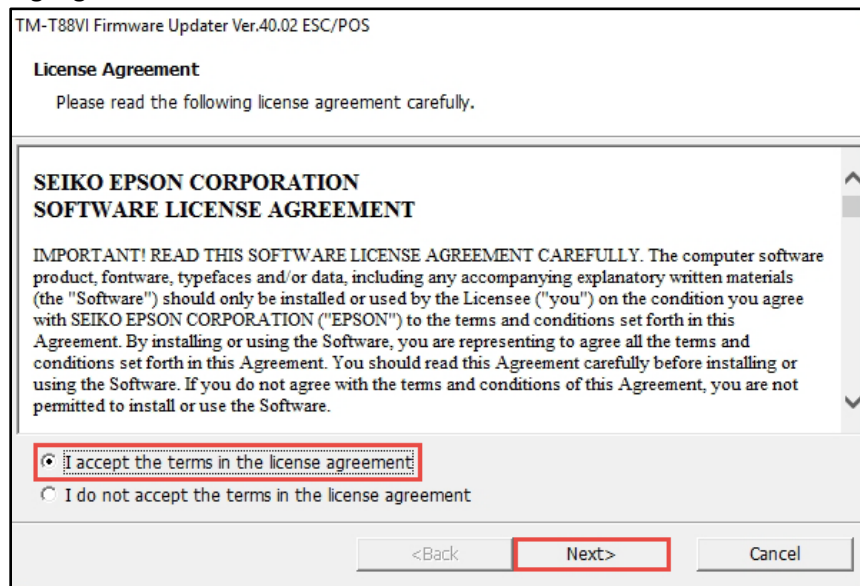 TM-T88VI Firmware Updater Ver.40.02 ESC/POS
License Agreement
Please read the following license agreement carefully.
SEIKO EPSON CORPORATION
SOFTWARE LICENSE AGREEMENT
IMPORTANT! READ THIS SOFTWARE LICENSE AGREEMENT CAREFULLY. The computer software
product, fontware, typefaces and/or data, including any accompanying explanatory written materials
(the "Software") should only be installed or used by the Licensee ("you") on the condition you agree
with SEIKO EPSON CORPORATION ("EPSON") to the terms and conditions set forth in this
Agreement. By installing or using the Software, you are representing to agree all the terms and
conditions set forth in this Agreement. You should read this Agreement carefully before installing or
using the Software. If you do not agree with the terms and conditions of this Agreement, you are not
permitted to install or use the Software.
I accept the terms in the license agreement
I do not accept the terms in the license agreement
<Back Next> Cancel